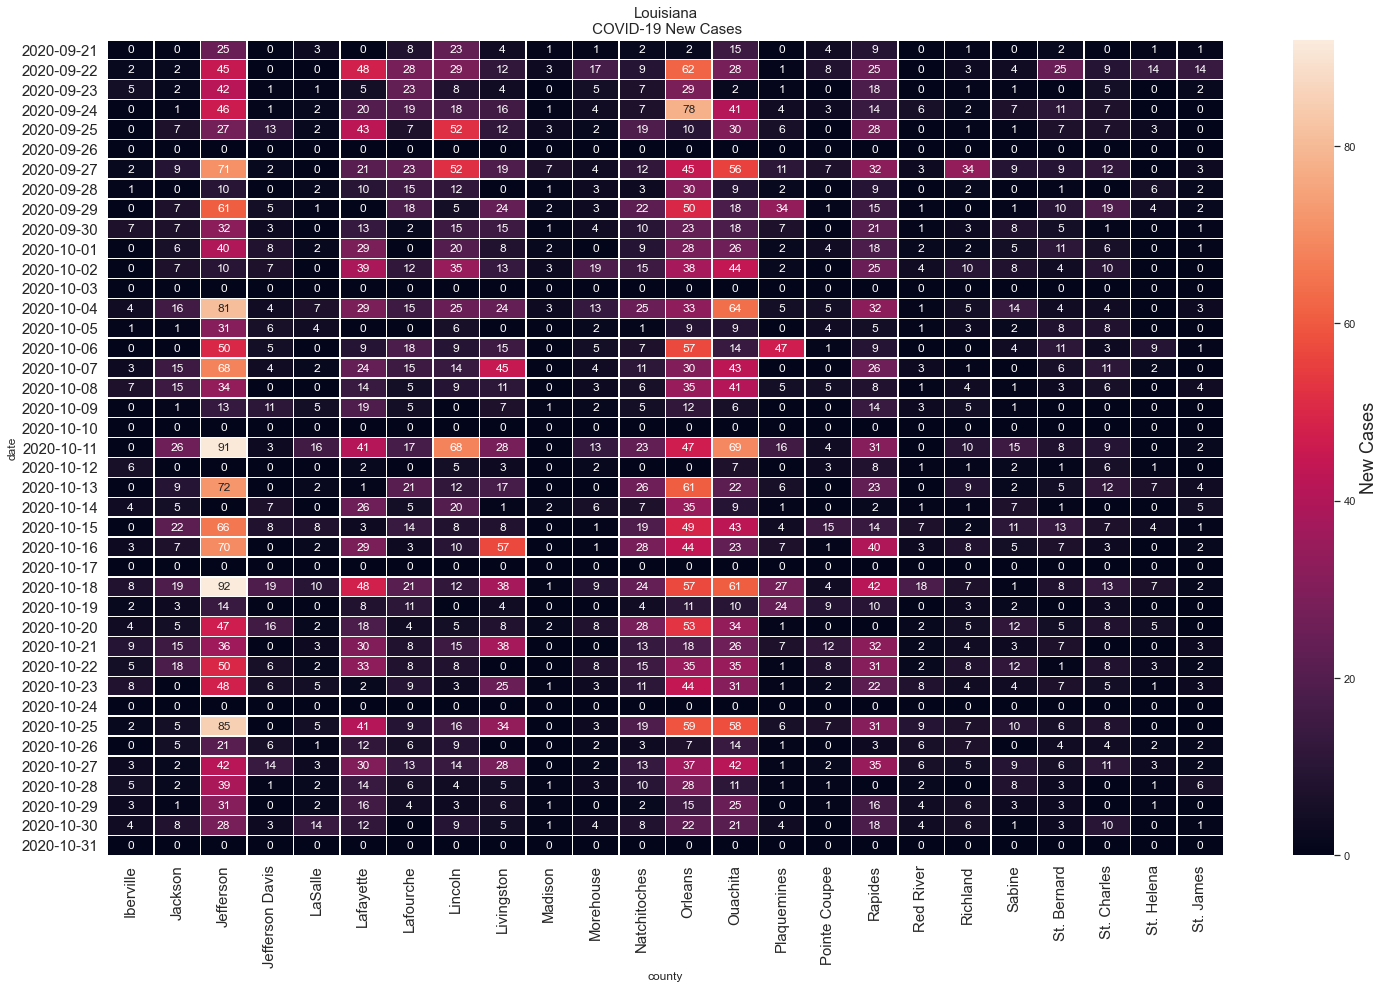 Louisiana
COVID-19 New Cases
2020-09-21 0 0 25 0 3 0 8 23 4 1 1 2 2 15 0 4 9 0 1 0 2 0 1 1
2020-09-22 2 2 45 0 0 48 28 29 12 3 17 9 62 28 1 8 25 0 3 4 25 9 14 14
2020-09-23 5 2 42 1 1 5 23 8 4 0 5 7 29 2 1 0 18 0 1 1 0 5 0 2
2020-09-24 0 1 46 1 2 20 19 18 16 1 4 7 78 41 4 3 14 6 2 7 11 7 0 0
2020-09-25 0 7 27 13 2 43 7 52 12 3 2 19 10 30 6 0 28 0 1 1 7 7 3 0
2020-09-26 0 0 0 0 0 0 0 0 0 0 0 0 0 0 0 0 0 0 0 0 0 0 0 0
2020-09-27 2 9 71 2 0 21 23 52 19 7 4 12 45 56 11 7 32 3 34 9 9 12 0 3
2020-09-28 1 0 10 0 2 10 15 12 0 1 3 3 30 9 2 0 9 0 2 0 1 0 6 2
2020-09-29 0 7 61 5 1 0 18 5 24 2 3 22 50 18 34 1 15 1 0 1 10 19 4 2
2020-09-30 7 7 32 3 0 13 2 15 15 1 4 10 23 18 7 0 21 1 3 8 5 1 0 1
2020-10-01 0 6 40 8 2 29 0 20 8 2 0 9 28 26 2 4 18 2 2 5 11 6 0 1
2020-10-02 0 7 10 7 0 39 12 35 13 3 19 15 38 44 2 0 25 4 10 8 4 10 0 0
2020-10-03 0 0 0 0 0 0 0 0 0 0 0 0 0 0 0 0 0 0 0 0 0 0 0 0
2020-10-04 4 16 81 4 7 29 15 25 24 3 13 25 33 64 5 5 32 1 5 14 4 4 0 3
2020-10-05 1 1 31 6 4 0 0 6 0 0 2 1 9 9 0 4 5 1 3 2 8 8 0 0
2020-10-06 0 0 50 5 0 9 18 9 15 0 5 7 57 14 47 1 9 0 0 4 11 3 9 1
2020-10-07 3 15 68 4 2 24 15 14 45 0 4 11 30 43 0 0 26 3 1 0 6 11 2 0
2020-10-08 7 15 34 0 0 14 5 9 11 0 3 6 35 41 5 5 8 1 4 1 3 6 0 4
2020-10-09 0 1 13 11 5 19 5 0 7 1 2 5 12 6 0 0 14 3 5 1 0 0 0 0
2020-10-10 0 0 0 0 0 0 0 0 0 0 0 0 0 0 0 0 0 0 0 0 0 0 0 0
2020-10-11 0 26 91 3 16 41 17 68 28 0 13 23 47 69 16 4 31 0 10 15 8 9 0 2
2020-10-12 6 0 0 0 0 2 0 5 3 0 2 0 0 7 0 3 8 1 1 2 1 6 1 0
2020-10-13 0 9 72 0 2 1 21 12 17 0 0 26 61 22 6 0 23 0 9 2 5 12 7 4
2020-10-14 4 5 0 7 0 26 5 20 1 2 6 7 35 9 1 0 2 1 1 7 1 0 0 5
2020-10-15 0 22 66 8 8 3 14 8 8 0 1 19 49 43 4 15 14 7 2 11 13 7 4 1
2020-10-16 3 7 70 0 2 29 3 10 57 0 1 28 44 23 7 1 40 3 8 5 7 3 0 2
2020-10-17 0 0 0 0 0 0 0 0 0 0 0 0 0 0 0 0 0 0 0 0 0 0 0 0
2020-10-18 8 19 92 19 10 48 21 12 38 1 9 24 57 61 27 4 42 18 7 1 8 13 7 2
2020-10-19 2 3 14 0 0 8 11 0 4 0 0 4 11 10 24 9 10 0 3 2 0 3 0 0
2020-10-20 4 5 47 16 2 18 4 5 8 2 8 28 53 34 1 0 0 2 5 12 5 8 5 0
2020-10-21 9 15 36 0 3 30 8 15 38 0 0 13 18 26 7 12 32 2 4 3 7 0 0 3
2020-10-22 5 18 50 6 2 33 8 8 0 0 8 15 35 35 1 8 31 2 8 12 1 8 3 2
2020-10-23 8 0 48 6 5 2 9 3 25 1 3 11 44 31 1 2 22 8 4 4 7 5 1 3
2020-10-24 0 0 0 0 0 0 0 0 0 0 0 0 0 0 0 0 0 0 0 0 0 0 0 0
2020-10-25 2 5 85 0 5 41 9 16 34 0 3 19 59 58 6 7 31 9 7 10 6 8 0 0
2020-10-26 0 5 21 6 1 12 6 9 0 0 2 3 7 14 1 0 3 6 7 0 4 4 2 2
2020-10-27 3 2 42 14 3 30 13 14 28 0 2 13 37 42 1 2 35 6 5 9 6 11 3 2
2020-10-28 5 2 39 1 2 14 6 4 5 1 3 10 28 11 1 1 0 2 0 8 3 0 1 6
2020-10-29 3 1 31 0 2 16 4 3 6 1 0 2 15 25 0 1 16 4 6 3 3 0 1 0
2020-10-30 4 8 28 3 14 12 0 9 5 1 4 8 22 21 4 0 18 4 6 1 3 10 0 1
2020-10-31 0 0 0 0 0 0 0 0 0 0 0 0 0 0 0 0 0 0 0 0 0 0 0 0
Iberville Jackson Jefferson Jefferson Davis LaSalle Lafayette Lafourche Lincoln Livingston Madison Morehouse Natchitoches Orleans Ouachita Plaquemines Pointe Coupee Rapides Red River Richland Sabine St. Bernard St. Charles St. Helena St. James
county
date
80
60
40
20
0
New Cases